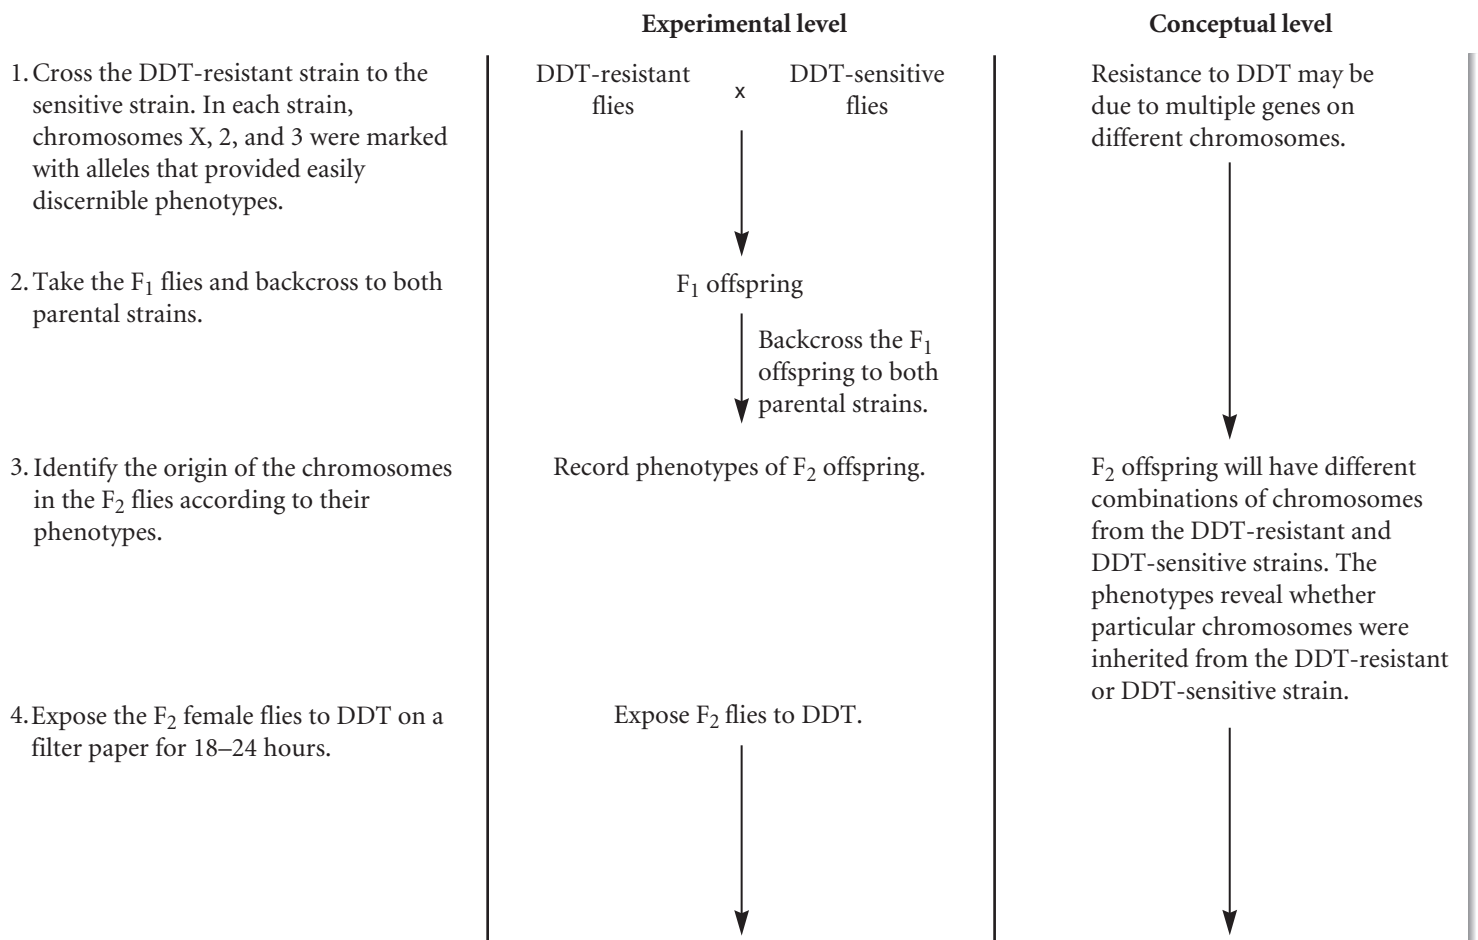 Experimental level
Conceptual level
1. Cross the DDT-resistant strain to the
sensitive strain. In each strain,
chromosomes X, 2, and 3 were marked
with alleles that provided easily
discernible phenotypes.
DDT-resistant
flies
x
DDT-sensitive
flies
Resistance to DDT may be
due to multiple genes on
different chromosomes.
2. Take the F1 flies and backcross to both
parental strains.
F1 offspring
Backcross the F1
offspring to both
parental strains.
3. Identify the origin of the chromosomes
in the F2 flies according to their
phenotypes.
Record phenotypes of F2 offspring.
F2 offspring will have different
combinations of chromosomes
from the DDT-resistant and
DDT-sensitive strains. The
phenotypes reveal whether
particular chromosomes were
inherited from the DDT-resistant
or DDT-sensitive strain.
4. Expose the F2 female flies to DDT on a
filter paper for 18–24 hours.
Expose F2 flies to DDT.